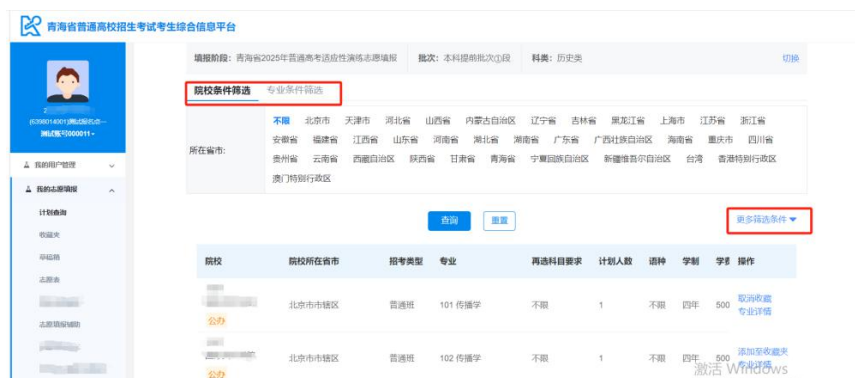 青海省普通高校招生考试考生综合信息平台
填报阶段：青海省2025年普通高考适应性演练志愿填报 批次：本科提前批次①段 科类：历史类 切换
院校条件筛选 专业条件筛选
所在省市：
不限 北京市 天津市 河北省 山西省 内蒙古自治区 辽宁省 吉林省 黑龙江省 上海市 江苏省 浙江省
安徽省 福建省 江西省 山东省 河南省 湖北省 湖南省 广东省 广西壮族自治区 海南省 重庆市 四川省
贵州省 云南省 西藏自治区 陕西省 甘肃省 青海省 宁夏回族自治区 新疆维吾尔自治区 台湾 香港特别行政区
澳门特别行政区
测试账号000011
我的用户管理
我的志愿填报
计划查询
收藏夹
草稿箱
志愿表
志愿填报辅助
查询 重置 更多筛选条件
院校 院校所在省市 招考类型 专业 再选科目要求 计划人数 语种 学制 操作
公办 北京市市辖区 普通班 101 传播学 不限 1 不限 四年 500 取消收藏
专业详情
公办 北京市市辖区 普通班 102 传播学 不限 1 不限 四年 500 添加至收藏夹
专业详情
激活 Windows